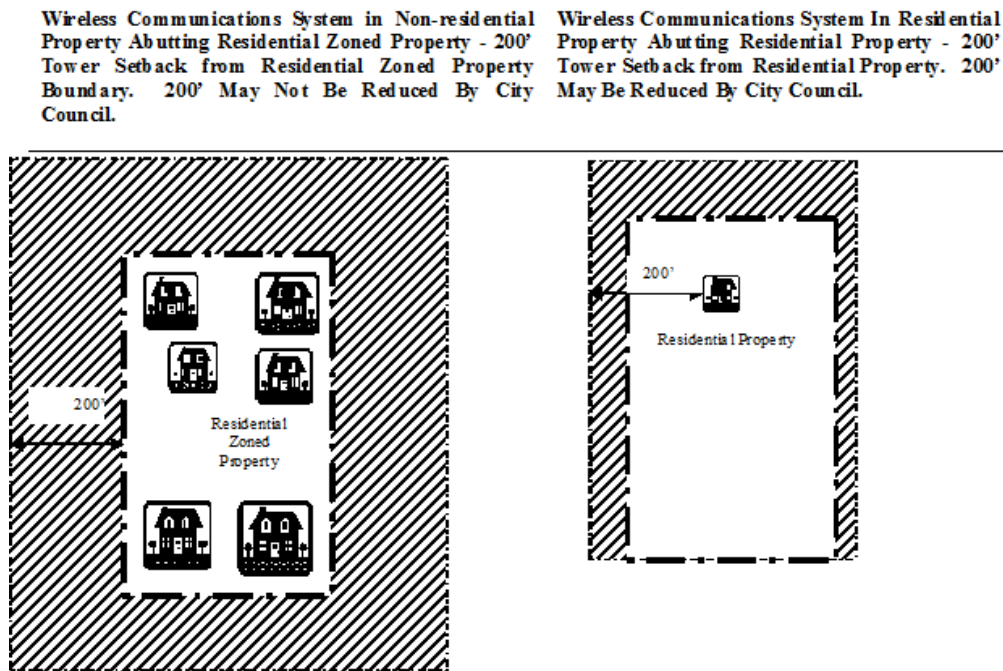 Wireless Communications System in Non-residential
Property Abutting Residential Zoned Property - 200'
Tower Setback from Residential Zoned Property
Boundary. 200' May Not Be Reduced By City
Council.
Wireless Communications System In Residential
Property Abutting Residential Property - 200'
Tower Setback from Residential Property. 200'
May Be Reduced By City Council.
200'
Residential
Zoned
Property
200'
Residential Property